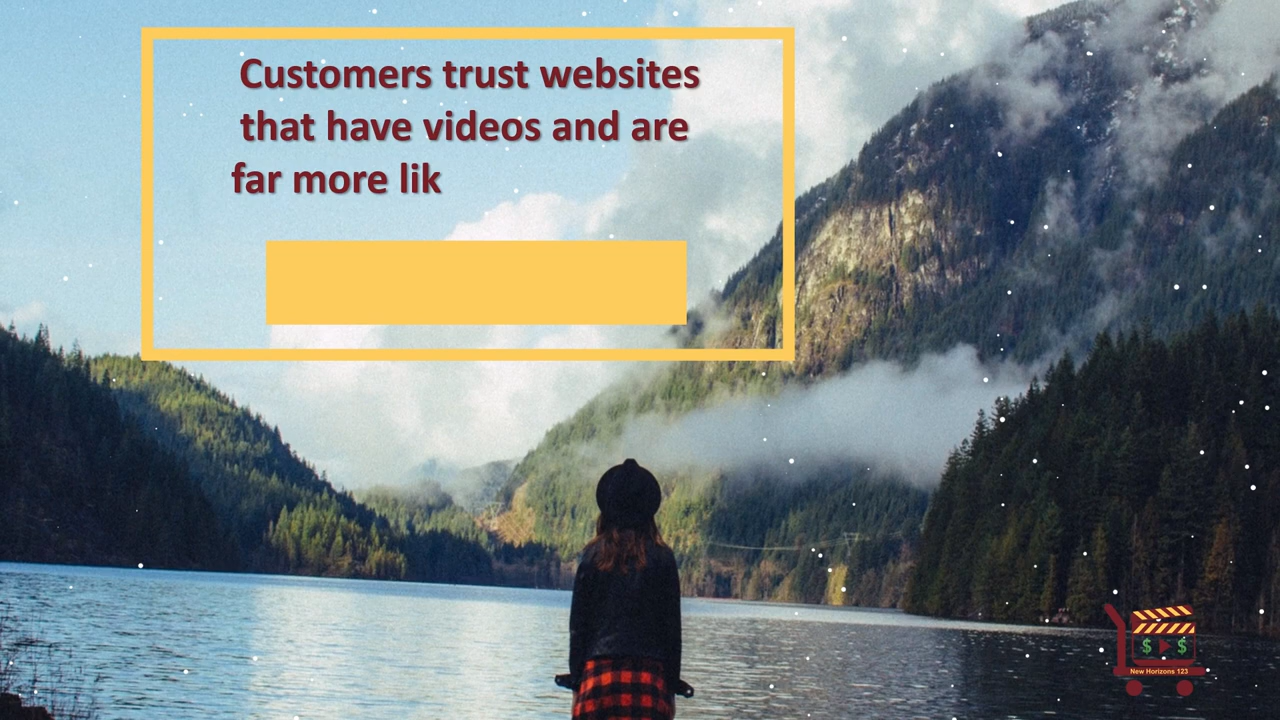 Customers trust websites
that have videos and are
far more lik
$ $
New Horizons 123